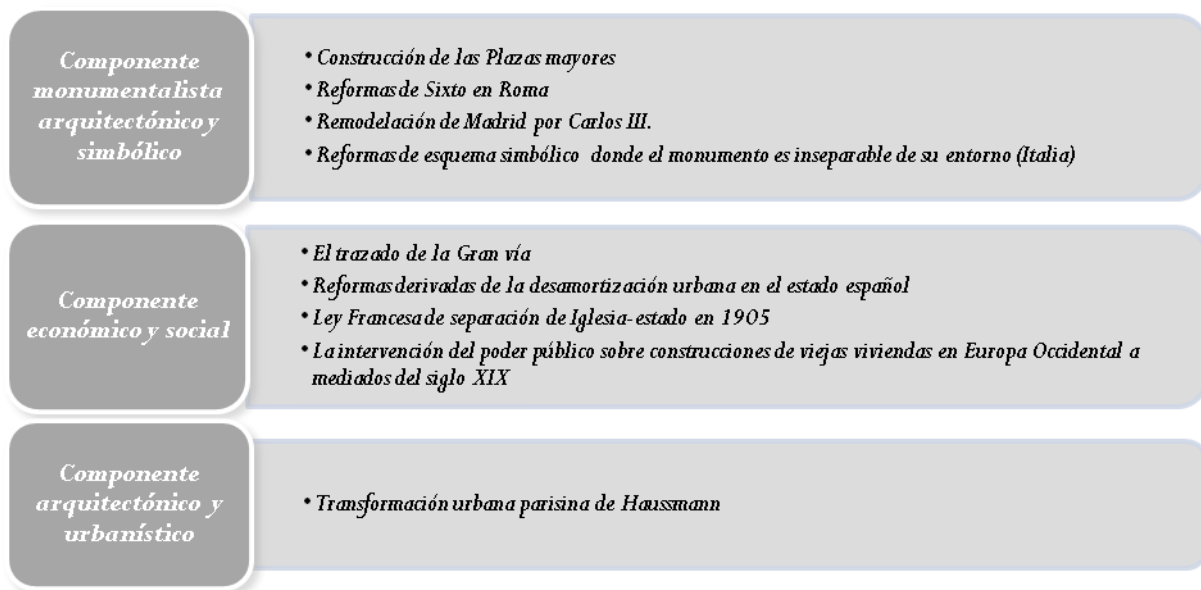 Componente
monumentalista
arquitectónico y
simbólico
• Construcción de las Plazas mayores
• Reformas de Sixto en Roma
• Remodelación de Madrid por Carlos III.
• Reformas de esquema simbólico donde el monumento es inseparable de su entorno (Italia)
Componente
económico y social
• El trazado de la Gran vía
• Reformas derivadas de la desamortización urbana en el estado español
• Ley Francesa de separación de Iglesia-estado en 1905
• La intervención del poder público sobre construcciones de viejas viviendas en Europa Occidental a
mediados del siglo XIX
Componente
arquitectónico y
urbanístico
• Transformación urbana parisina de Haussmann